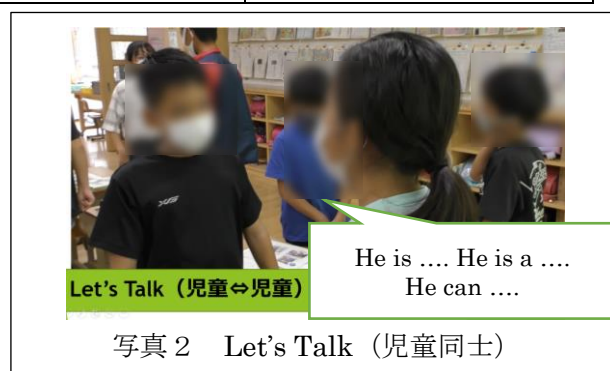 He is …. He is a ….
He can ….
Let's Talk（児童⇔児童）
写真２　Let's Talk（児童同士）